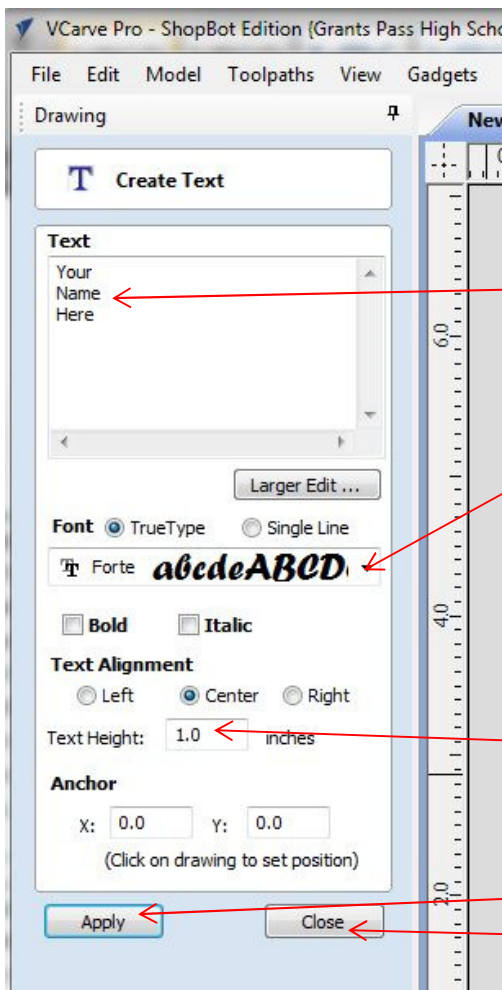 VCarve Pro - ShopBot Edition {Grants Pass High
File Edit Model Toolpaths View Gadgets
Drawing
New
T Create Text
Text
Your
Name
Here
Larger Edit ...
Font TrueType Single Line
Forte abcdeABCD
Bold Italic
Text Alignment
Left Center Right
Text Height: 1.0 inches
Anchor
X: 0.0 Y: 0.0
(Click on drawing to set position)
Apply Close
6.0
4.0
2.0